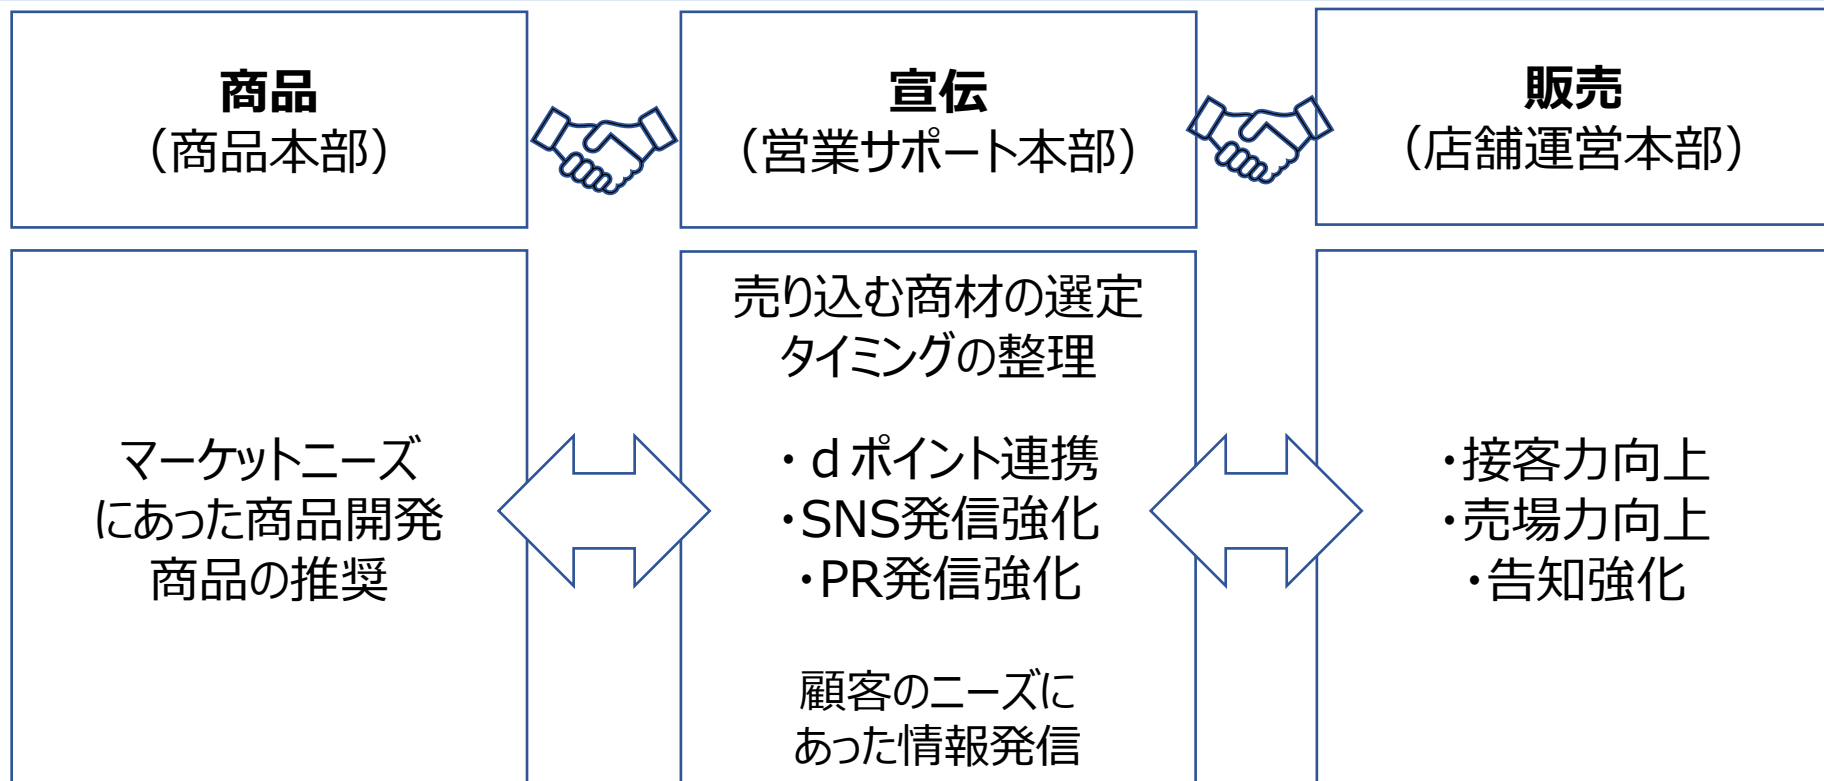 商品
（商品本部）
宣伝
（営業サポート本部）
販売
（店舗運営本部）
マーケットニーズ
にあった商品開発
商品の推奨
売り込む商材の選定
タイミングの整理
・ｄポイント連携
・SNS発信強化
・PR発信強化
顧客のニーズに
あった情報発信
・接客力向上
・売場力向上
・告知強化